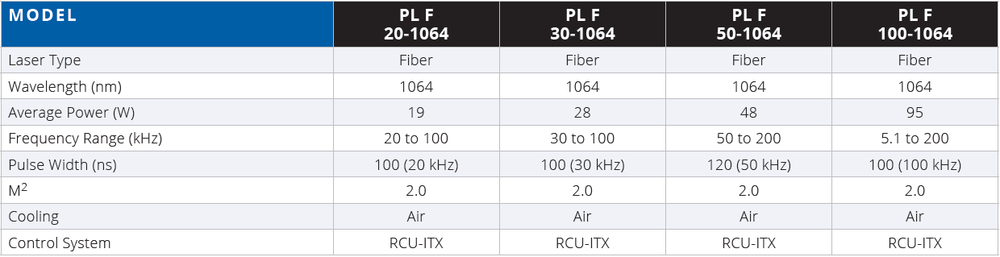 MODEL PL F 20-1064 PL F 30-1064 PL F 50-1064 PL F 100-1064
Laser Type Fiber Fiber Fiber Fiber
Wavelength (nm) 1064 1064 1064 1064
Average Power (W) 19 28 48 95
Frequency Range (kHz) 20 to 100 30 to 100 50 to 200 5.1 to 200
Pulse Width (ns) 100 (20 kHz) 100 (30 kHz) 120 (50 kHz) 100 (100 kHz)
M² 2.0 2.0 2.0 2.0
Cooling Air Air Air Air
Control System RCU-ITX RCU-ITX RCU-ITX RCU-ITX